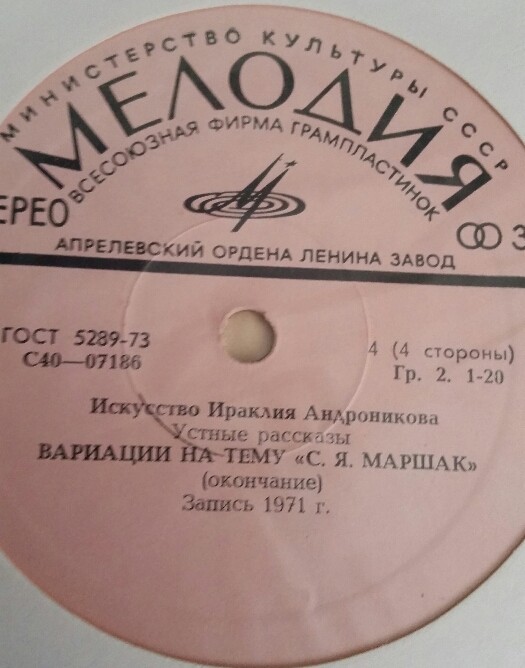 МИНИСТЕРСТВО КУЛЬТУРЫ СССР
МЕЛОДИЯ
ВСЕСОЮЗНАЯ ФИРМА ГРАМПЛАСТИНОК
ЕРЕО
АПРЕЛЕВСКИЙ ОРДЕНА ЛЕНИНА ЗАВОД
ГОСТ 5289-73
С40—07186
4 (4 стороны)
Гр. 2. 1-20
Искусство Ираклия Андроникова
Устные рассказы
ВАРИАЦИИ НА ТЕМУ «С. Я. МАРШАК»
(окончание)
Запись 1971 г.